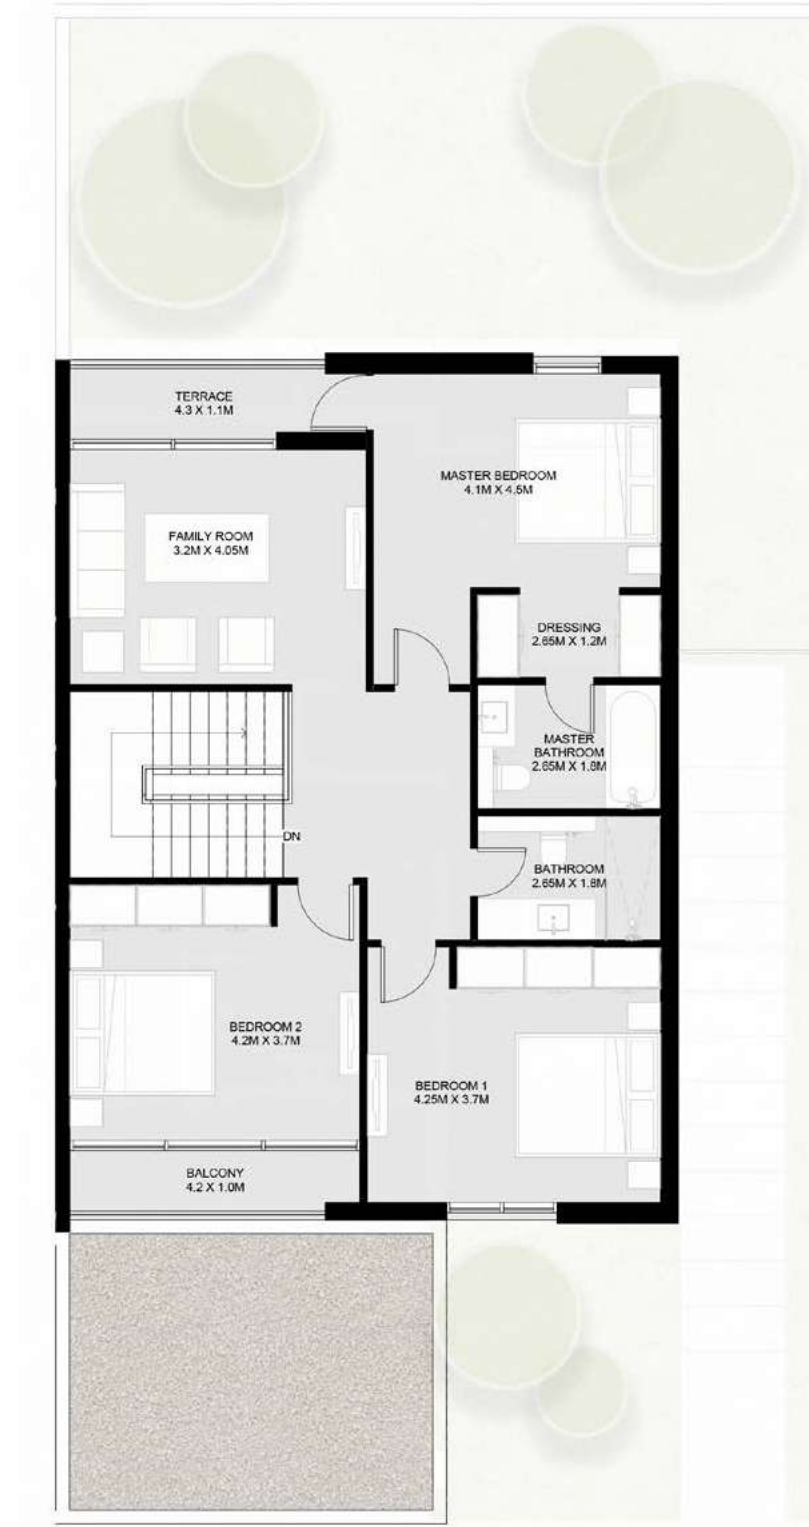 TERRACE
4.3 X 1.1M
MASTER BEDROOM
4.1M X 4.5M
FAMILY ROOM
3.2M X 4.05M
DRESSING
2.65M X 1.2M
MASTER
BATHROOM
2.65M X 1.8M
DN
BATHROOM
2.65M X 1.8M
BEDROOM 2
4.2M X 3.7M
BEDROOM 1
4.25M X 3.7M
BALCONY
4.2 X 1.0M